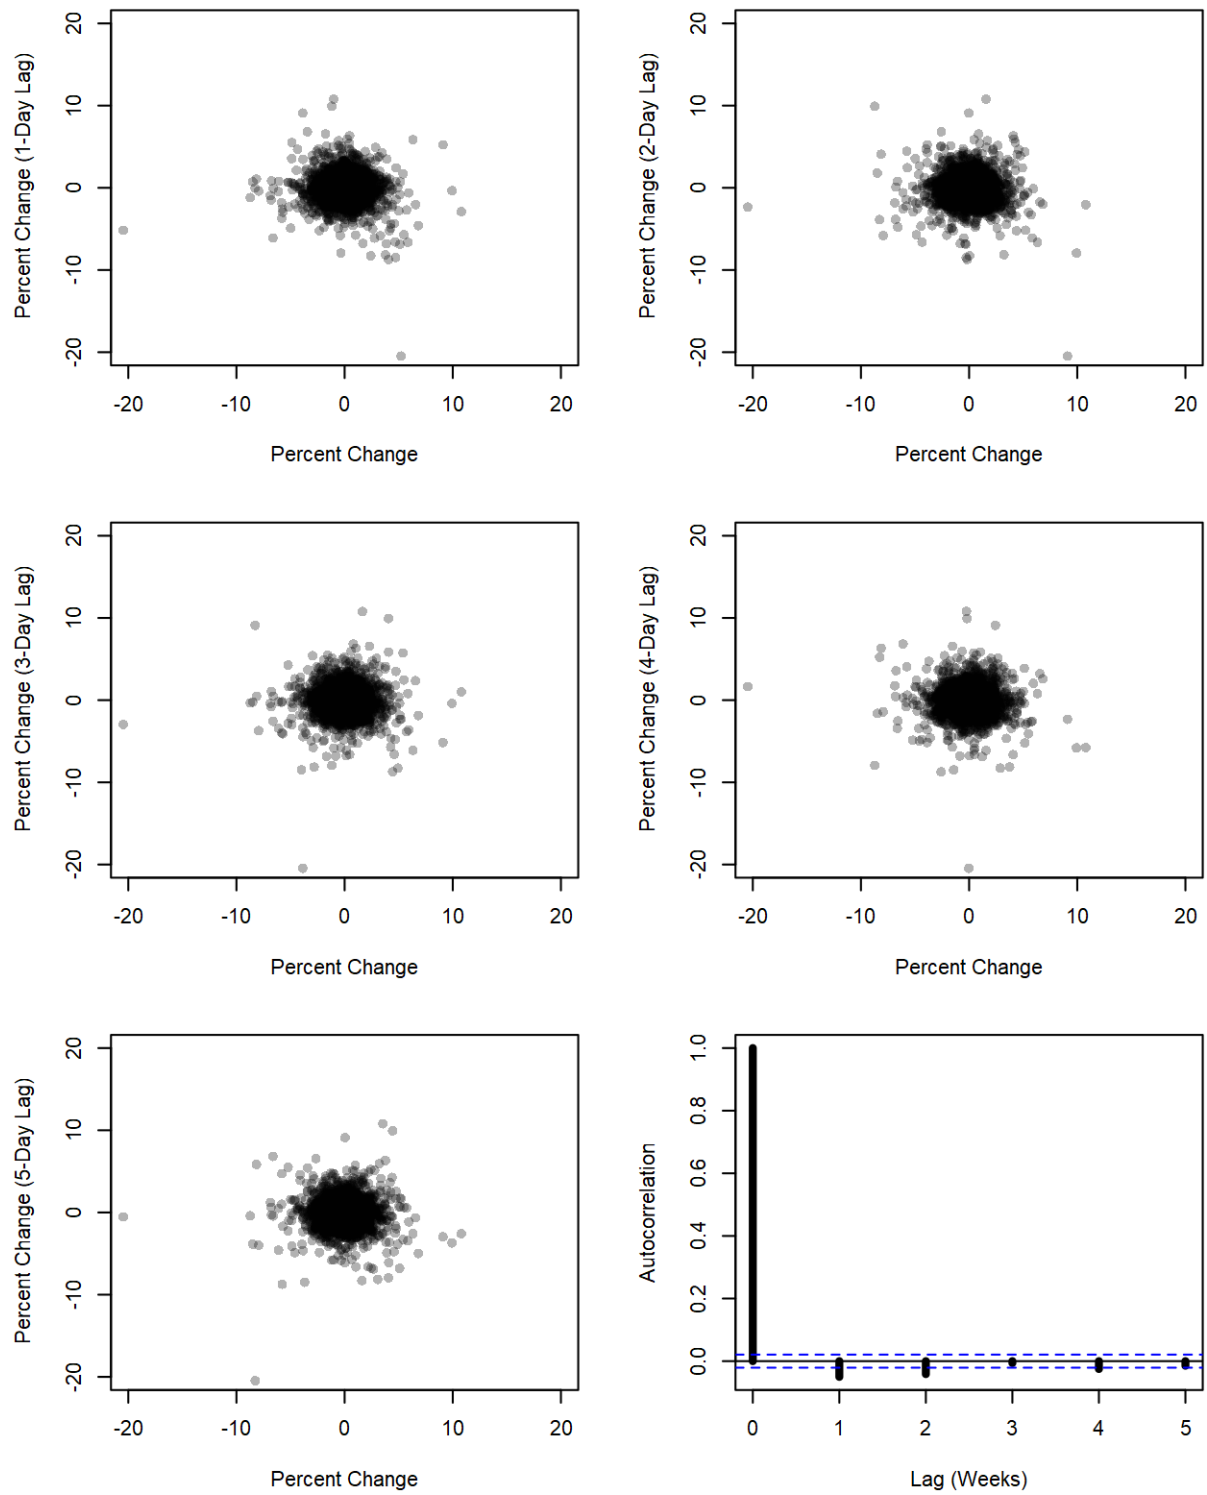 Percent Change (1-Day Lag)
20
10
0
-10
-20
-20 -10 0 10 20
Percent Change
Percent Change (2-Day Lag)
20
10
0
-10
-20
-20 -10 0 10 20
Percent Change
Percent Change (3-Day Lag)
20
10
0
-10
-20
-20 -10 0 10 20
Percent Change
Percent Change (4-Day Lag)
20
10
0
-10
-20
-20 -10 0 10 20
Percent Change
Percent Change (5-Day Lag)
20
10
0
-10
-20
-20 -10 0 10 20
Percent Change
Autocorrelation
1.0
0.8
0.6
0.4
0.2
0.0
0 1 2 3 4 5
Lag (Weeks)